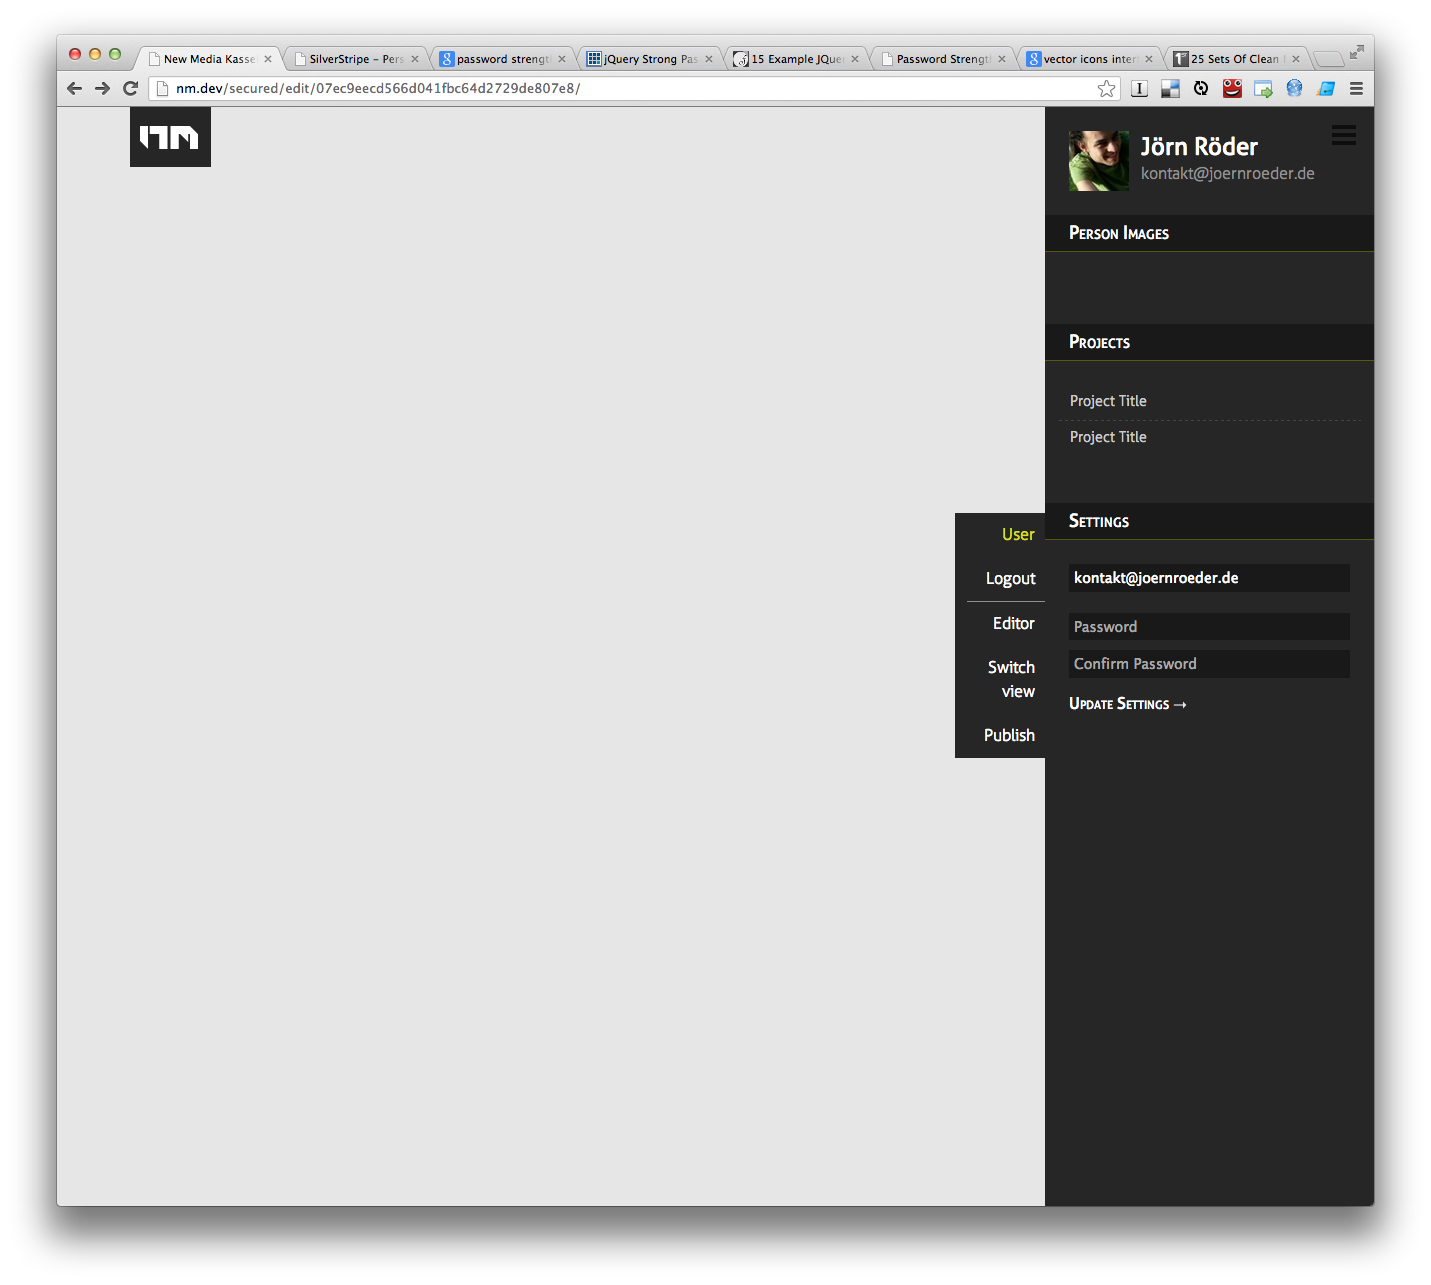 New Media Kasse
SilverStripe – Pers
password strengt
jQuery Strong Pas
15 Example JQue
Password Strengt
vector icons inter
25 Sets Of Clean
nm.dev/secured/edit/07ec9eecd566d041fbc64d2729de807e8/
nm
Jörn Röder
kontakt@joernroeder.de
Person Images
Projects
Project Title
Project Title
User
Logout
Editor
Switch
view
Publish
Settings
kontakt@joernroeder.de
Password
Confirm Password
Update Settings →